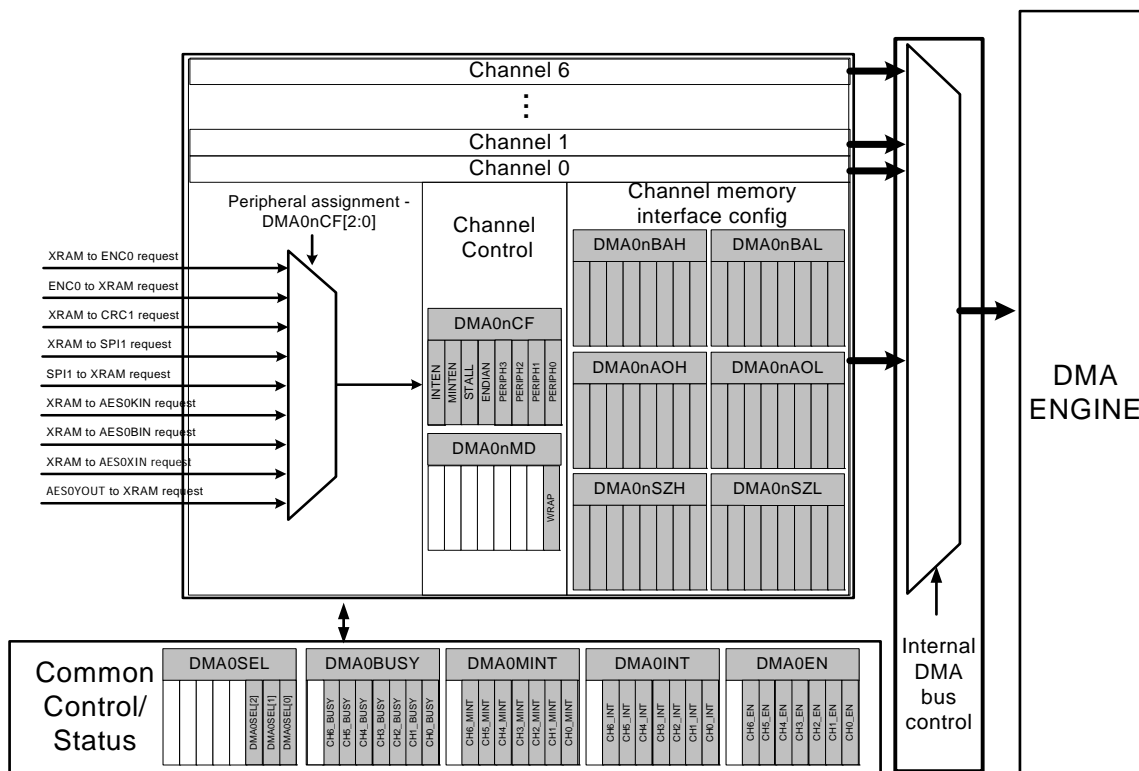 Channel 6
Channel 1
Channel 0
Peripheral assignment -
DMA0nCF[2:0]
Channel
Control
Channel memory
interface config
XRAM to ENC0 request
ENC0 to XRAM request
XRAM to CRC1 request
XRAM to SPI1 request
SPI1 to XRAM request
XRAM to AES0KIN request
XRAM to AES0BIN request
XRAM to AES0XIN request
AES0YOUT to XRAM request
DMA0nCF
INTEN
MINTEN
STALL
ENDIAN
PERIPH3
PERIPH2
PERIPH1
PERIPH0
DMA0nMD
WRAP
DMA0nBAH
DMA0nBAL
DMA0nAOH
DMA0nAOL
DMA0nSZH
DMA0nSZL
DMA
ENGINE
Internal
DMA
bus
control
Common
Control/
Status
DMA0SEL
DMA0SEL[2]
DMA0SEL[1]
DMA0SEL[0]
DMA0BUSY
CH6_BUSY
CH5_BUSY
CH4_BUSY
CH3_BUSY
CH2_BUSY
CH1_BUSY
CH0_BUSY
DMA0MINT
CH6_MINT
CH5_MINT
CH4_MINT
CH3_MINT
CH2_MINT
CH1_MINT
CH0_MINT
DMA0INT
CH6_INT
CH5_INT
CH4_INT
CH3_INT
CH2_INT
CH1_INT
CH0_INT
DMA0EN
CH6_EN
CH5_EN
CH4_EN
CH3_EN
CH2_EN
CH1_EN
CH0_EN